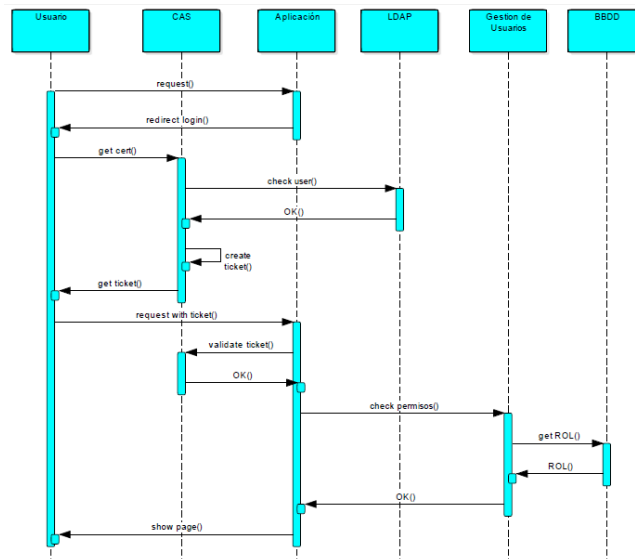 Usuario
CAS
Aplicación
LDAP
Gestion de
Usuarios
BBDD
request()
redirect login()
get cert()
check user()
OK()
create
ticket()
get ticket()
request with ticket()
validate ticket()
OK()
check permisos()
get ROL()
ROL()
OK()
show page()